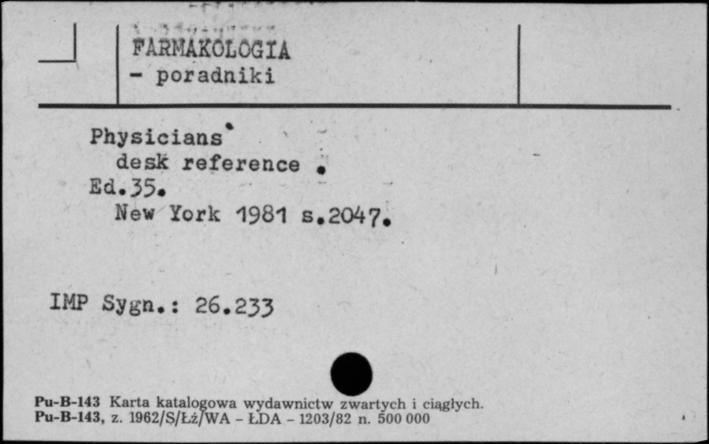 FARMAKOLOGIA
- poradniki
Physicians`
desk reference .
Ed.35.
New York 1981 s.2047.
IMP Sygn.: 26.233
Pu-B-143 Karta katalogowa wydawnictw zwartych i ciągłych.
Pu-B-143, z. 1962/S/Łż/WA - ŁDA - 1203/82 n. 500 000